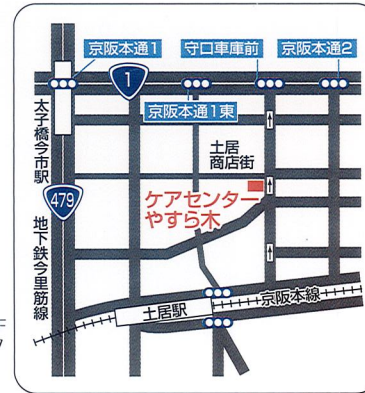 京阪本通1
守口車庫前
京阪本通2
1
京阪本通1東
太子橋今市駅
土居
商店街
479
ケアセンター
やすら木
地下鉄今里筋線
土居駅
京阪本線